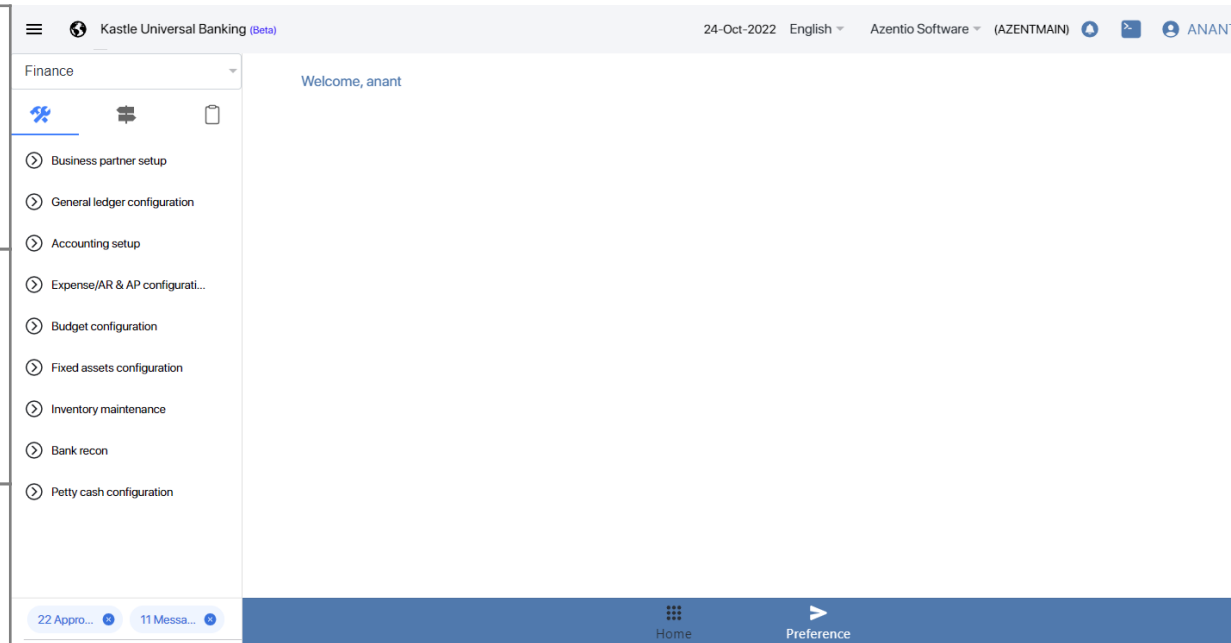 Kastle Universal Banking (Beta)
24-Oct-2022 English Azentio Software (AZENTMAIN) ANANT
Finance
Welcome, anant
Business partner setup
General ledger configuration
Accounting setup
Expense/AR & AP configurati...
Budget configuration
Fixed assets configuration
Inventory maintenance
Bank recon
Petty cash configuration
22 Appro... 11 Messa...
Home Preference